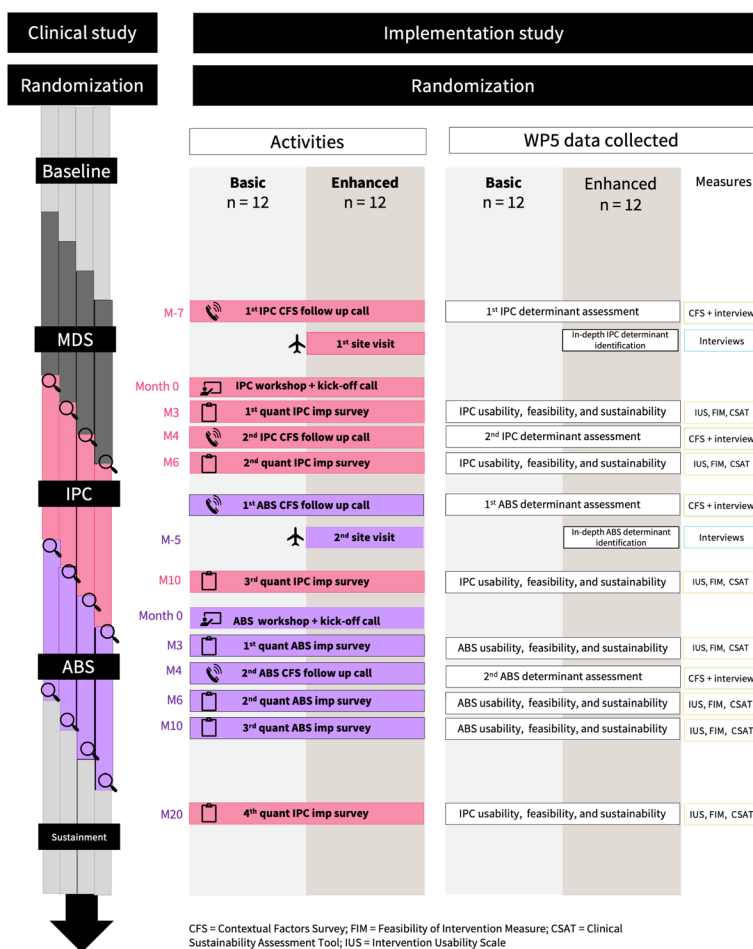 Clinical study
Implementation study
Randomization
Randomization
Activities
WP5 data collected
Baseline
Basic
n = 12
Enhanced
n = 12
Basic
n = 12
Enhanced
n = 12
Measures
M-7
1st IPC CFS follow up call
1st IPC determinant assessment
CFS + interview
MDS
1st site visit
In-depth IPC determinant
identification
Interviews
Month 0
IPC workshop + kick-off call
M3
1st quant IPC imp survey
IPC usability, feasibility, and sustainability
IUS, FIM, CSAT
M4
2nd IPC CFS follow up call
2nd IPC determinant assessment
CFS + interview
M6
2nd quant IPC imp survey
IPC usability, feasibility, and sustainability
IUS, FIM, CSAT
IPC
1st ABS CFS follow up call
1st ABS determinant assessment
CFS + interview
M-5
2nd site visit
In-depth ABS determinant
identification
Interviews
M10
3rd quant IPC imp survey
IPC usability, feasibility, and sustainability
IUS, FIM, CSAT
Month 0
ABS workshop + kick-off call
M3
1st quant ABS imp survey
ABS usability, feasibility, and sustainability
IUS, FIM, CSAT
ABS
M4
2nd ABS CFS follow up call
2nd ABS determinant assessment
CFS + interview
M6
2nd quant ABS imp survey
ABS usability, feasibility, and sustainability
IUS, FIM, CSAT
M10
3rd quant ABS imp survey
ABS usability, feasibility, and sustainability
IUS, FIM, CSAT
M20
4th quant IPC imp survey
IPC usability, feasibility, and sustainability
IUS, FIM, CSAT
Sustainment
CFS = Contextual Factors Survey; FIM = Feasibility of Intervention Measure; CSAT = Clinical
Sustainability Assessment Tool; IUS = Intervention Usability Scale